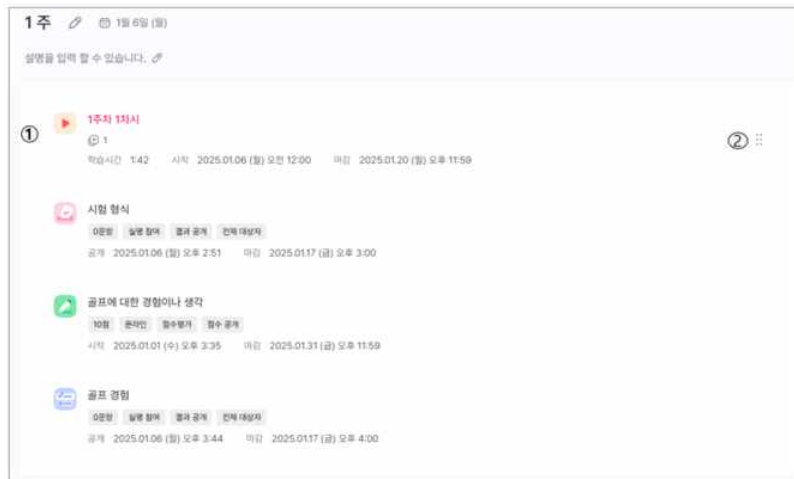 1 주 1월 6일 (월)
설명을 입력 할 수 있습니다.
① 1주차 1차시 ②
1
학습시간 1:42 시작 2025.01.06 (월) 오전 12:00 마감 2025.01.20 (월) 오후 11:59
시험 형식
0문항 실명 참여 결과 공개 전체 대상자
공개 2025.01.06 (월) 오후 2:51 마감 2025.01.17 (금) 오후 3:00
골프에 대한 경험이나 생각
10점 온라인 점수평가 점수 공개
시작 2025.01.01 (수) 오후 3:35 마감 2025.01.31 (금) 오후 11:59
골프 경험
0문항 실명 참여 결과 공개 전체 대상자
공개 2025.01.06 (월) 오후 3:44 마감 2025.01.17 (금) 오후 4:00